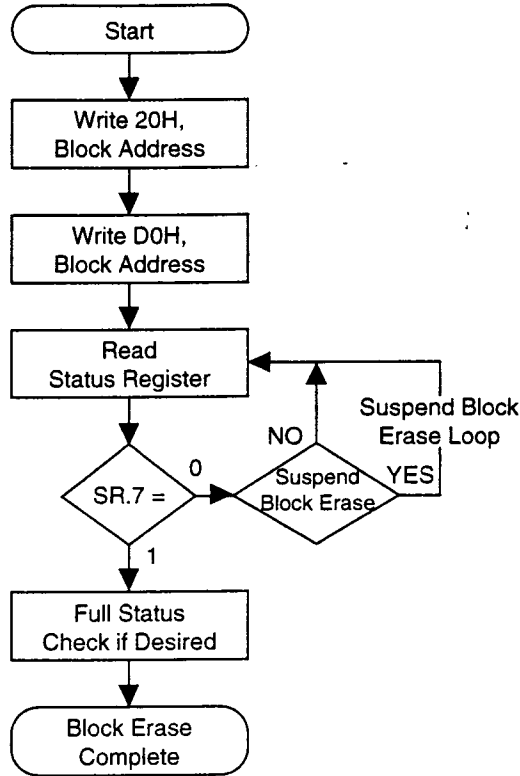 Start
Write 20H,
Block Address
Write D0H,
Block Address
Read
Status Register
Suspend Block
Erase Loop
NO
YES
0
SR.7 =
Suspend
Block Erase
1
Full Status
Check if Desired
Block Erase
Complete